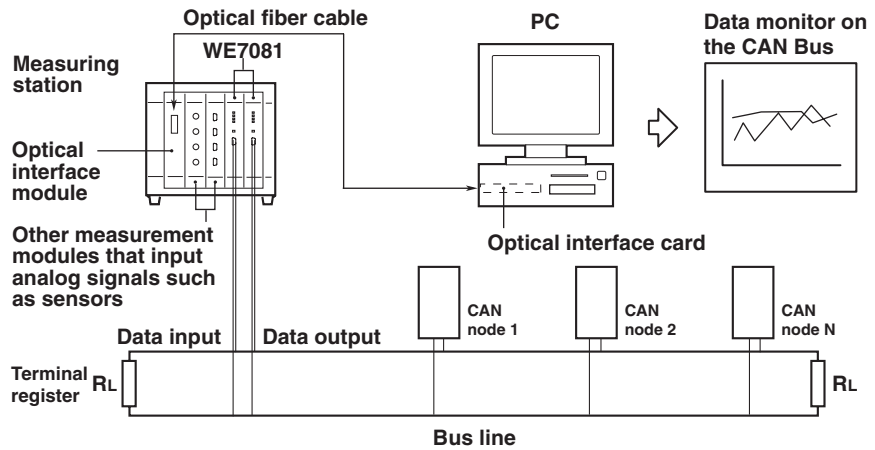 Optical fiber cable
PC
Data monitor on
the CAN Bus
WE7081
Measuring
station
Optical
interface
module
Other measurement
modules that input
analog signals such
as sensors
Optical interface card
CAN
node 1
CAN
node 2
CAN
node N
Data input
Data output
Terminal
register
RL
RL
Bus line